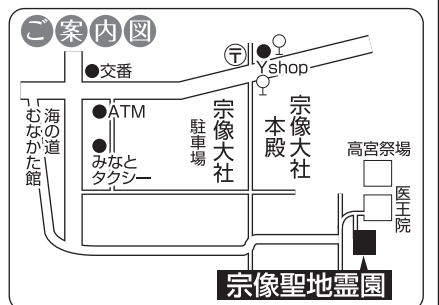 ご案内図
〒
Yshop
交番
ATM
みなと
タクシー
海の道
むなかた館
宗像大社
駐車場
宗像大社
本殿
高宮祭場
医王院
宗像聖地霊園